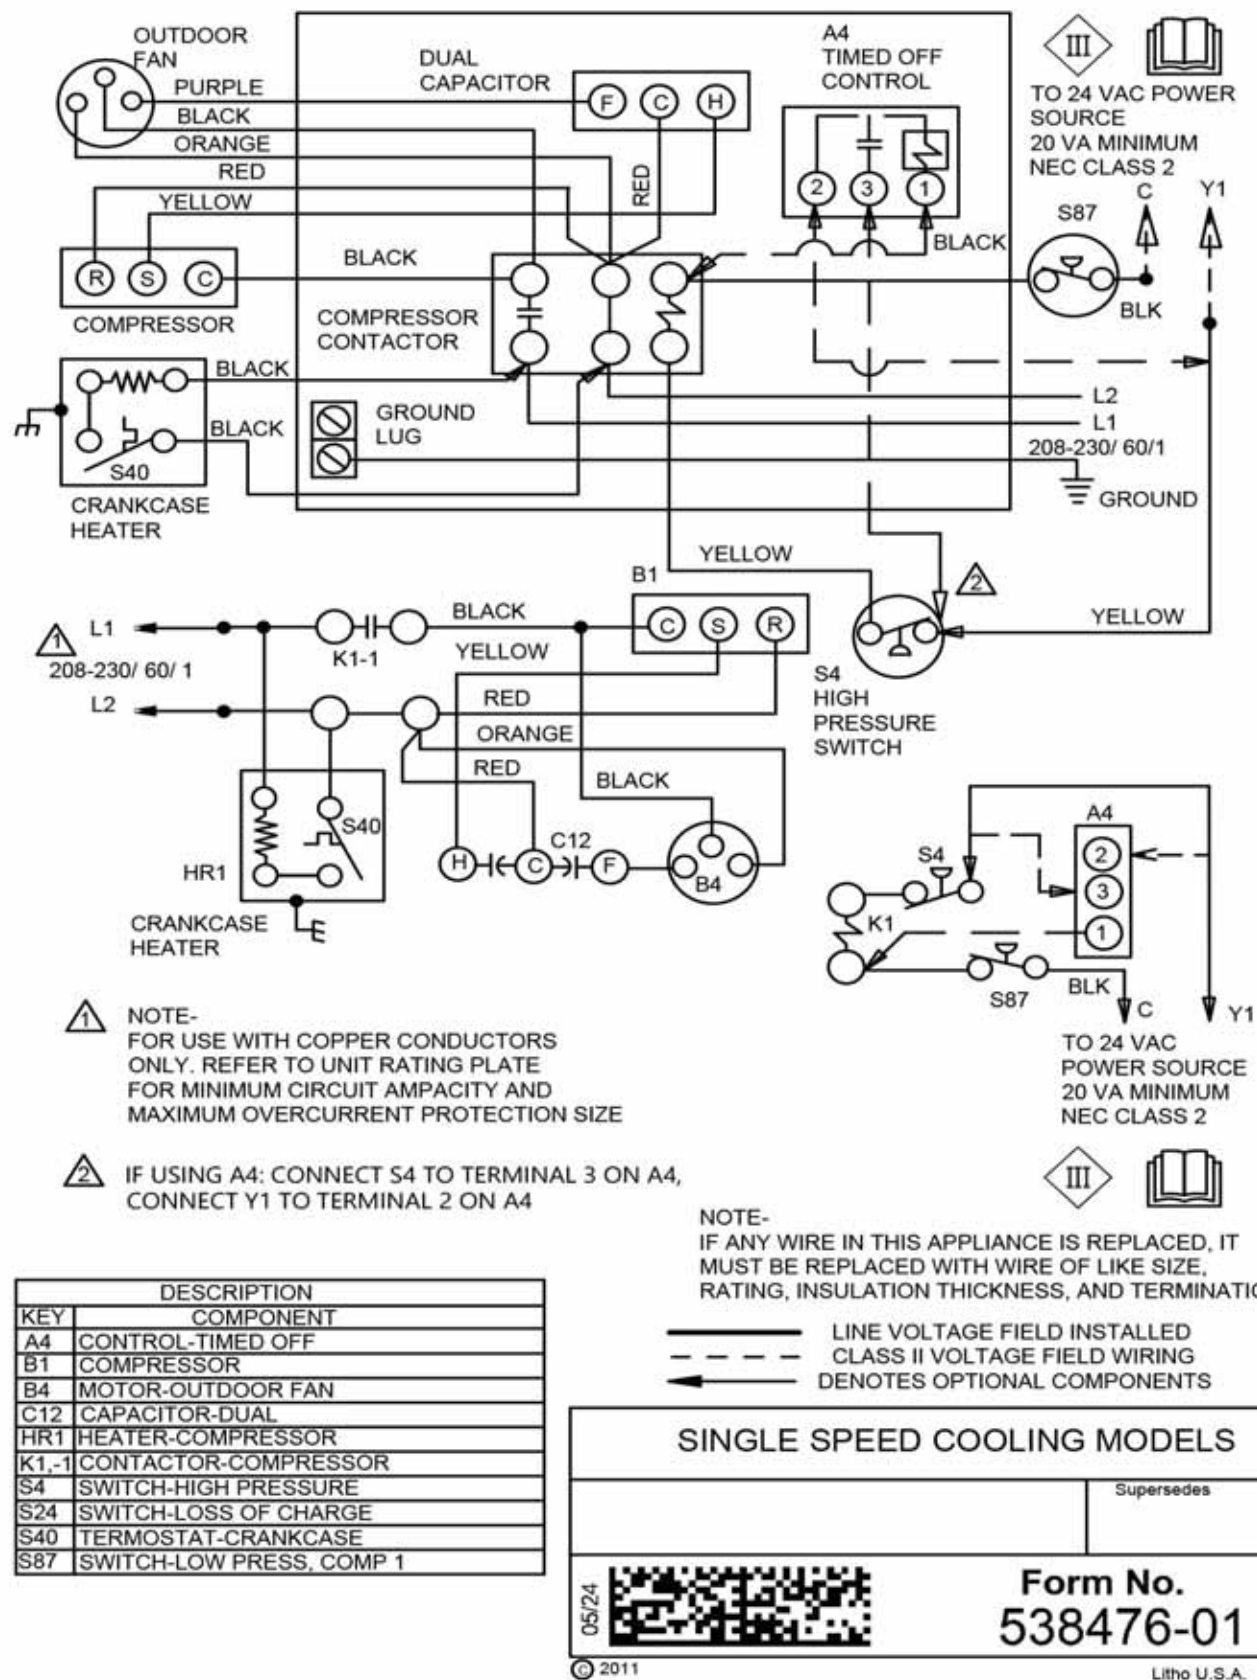 OUTDOOR
FAN
PURPLE
BLACK
ORANGE
RED
YELLOW
DUAL
CAPACITOR
F C H
RED
A4
TIMED OFF
CONTROL
2 3 1
BLACK
III
TO 24 VAC POWER
SOURCE
20 VA MINIMUM
NEC CLASS 2
C Y1
S87
BLK
R S C
COMPRESSOR
BLACK
COMPRESSOR
CONTACTOR
BLACK
BLACK
S40
CRANKCASE
HEATER
GROUND
LUG
L2
L1
208-230/ 60/1
GROUND
YELLOW
2
YELLOW
S4
HIGH
PRESSURE
SWITCH
B1
C S R
L1
1
208-230/ 60/ 1
L2
K1-1
BLACK
YELLOW
RED
ORANGE
RED
BLACK
S40
HR1
CRANKCASE
HEATER
H C C12 F
B4
A4
2
3
1
S4
K1
S87
BLK
C Y1
TO 24 VAC
POWER SOURCE
20 VA MINIMUM
NEC CLASS 2
III
1 NOTE-
FOR USE WITH COPPER CONDUCTORS
ONLY. REFER TO UNIT RATING PLATE
FOR MINIMUM CIRCUIT AMPACITY AND
MAXIMUM OVERCURRENT PROTECTION SIZE
2 IF USING A4: CONNECT S4 TO TERMINAL 3 ON A4,
CONNECT Y1 TO TERMINAL 2 ON A4
NOTE-
IF ANY WIRE IN THIS APPLIANCE IS REPLACED, IT
MUST BE REPLACED WITH WIRE OF LIKE SIZE,
RATING, INSULATION THICKNESS, AND TERMINATIO
LINE VOLTAGE FIELD INSTALLED
CLASS II VOLTAGE FIELD WIRING
DENOTES OPTIONAL COMPONENTS
DESCRIPTION
KEY COMPONENT
A4 CONTROL-TIMED OFF
B1 COMPRESSOR
B4 MOTOR-OUTDOOR FAN
C12 CAPACITOR-DUAL
HR1 HEATER-COMPRESSOR
K1,-1 CONTACTOR-COMPRESSOR
S4 SWITCH-HIGH PRESSURE
S24 SWITCH-LOSS OF CHARGE
S40 TERMOSTAT-CRANKCASE
S87 SWITCH-LOW PRESS, COMP 1
SINGLE SPEED COOLING MODELS
Supersedes
05/24
Form No.
538476-01
© 2011
Litho U.S.A.